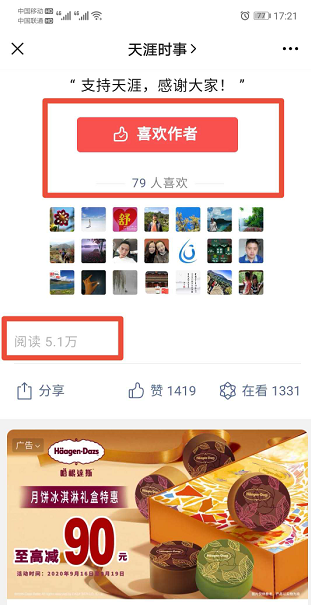 中国移动 HD
中国联通 HD
77
17:21
天涯时事
“ 支持天涯，感谢大家！ ”
喜欢作者
79 人喜欢
舒
阅读 5.1万
分享
赞 1419
在看 1331
广告
Häagen-Dazs
哈根达斯
月饼冰淇淋礼盒特惠
至高减90元
活动时间：2020年9月16日-9月19日